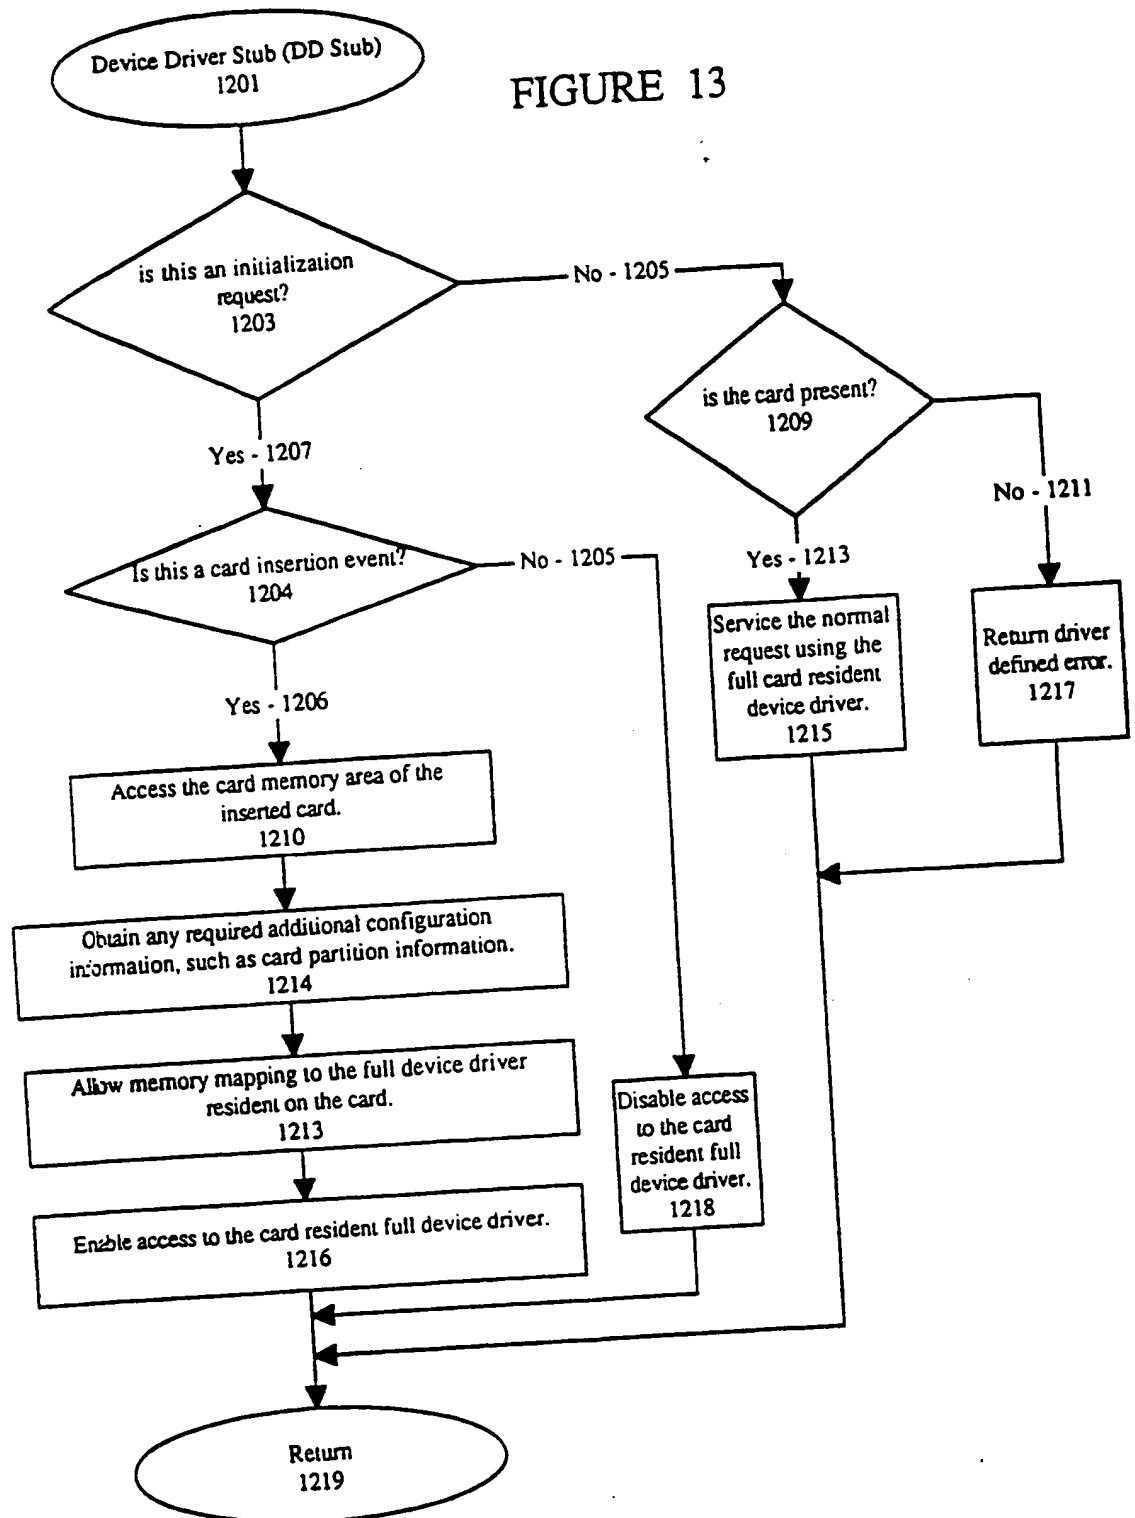 Device Driver Stub (DD Stub)
1201
FIGURE 13
is this an initialization
request?
1203
No - 1205
is the card present?
1209
Yes - 1207
No - 1211
Is this a card insertion event?
1204
No - 1205
Yes - 1213
Service the normal
request using the
full card resident
device driver.
1215
Return driver
defined error.
1217
Yes - 1206
Access the card memory area of the
inserted card.
1210
Obtain any required additional configuration
information, such as card partition information.
1214
Allow memory mapping to the full device driver
resident on the card.
1213
Disable access
to the card
resident full
device driver.
1218
Enable access to the card resident full device driver.
1216
Return
1219